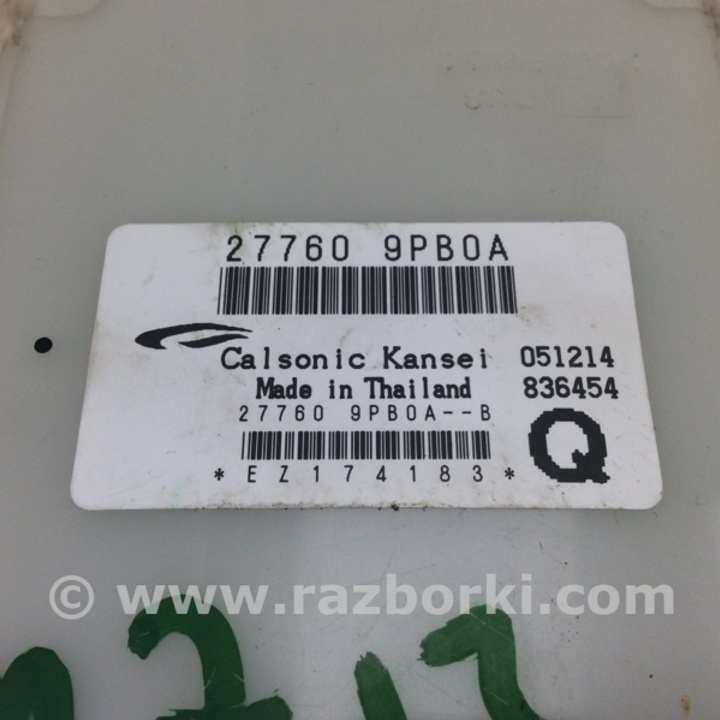 27760 9PB0A
Calsonic Kansei 051214
Made in Thailand 836454
27760 9PB0A--B
Q
*EZ174183*
© www.razborki.com